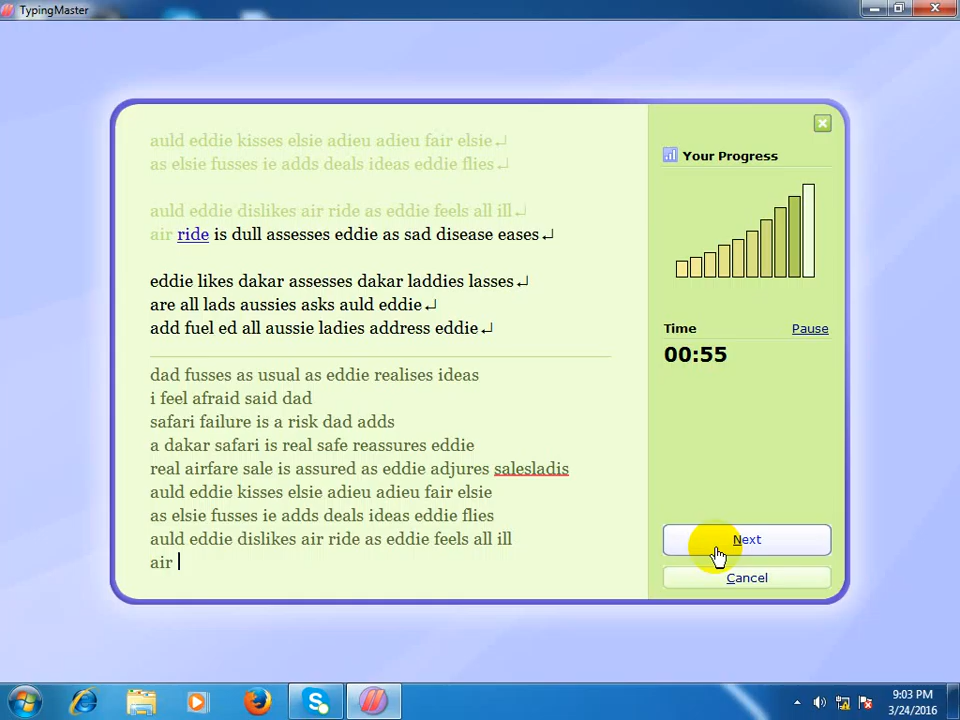 TypingMaster
auld eddie kisses elsie adieu adieu fair elsie↵
as elsie fusses ie adds deals ideas eddie flies↵
auld eddie dislikes air ride as eddie feels all ill↵
air ride is dull assesses eddie as sad disease eases↵
eddie likes dakar assesses dakar laddies lasses↵
are all lads aussies asks auld eddie↵
add fuel ed all aussie ladies address eddie↵
dad fusses as usual as eddie realises ideas
i feel afraid said dad
safari failure is a risk dad adds
a dakar safari is real safe reassures eddie
real airfare sale is assured as eddie adjures salesladis
auld eddie kisses elsie adieu adieu fair elsie
as elsie fusses ie adds deals ideas eddie flies
auld eddie dislikes air ride as eddie feels all ill
air
Your Progress
Time Pause
00:55
Next
Cancel
9:03 PM
3/24/2016